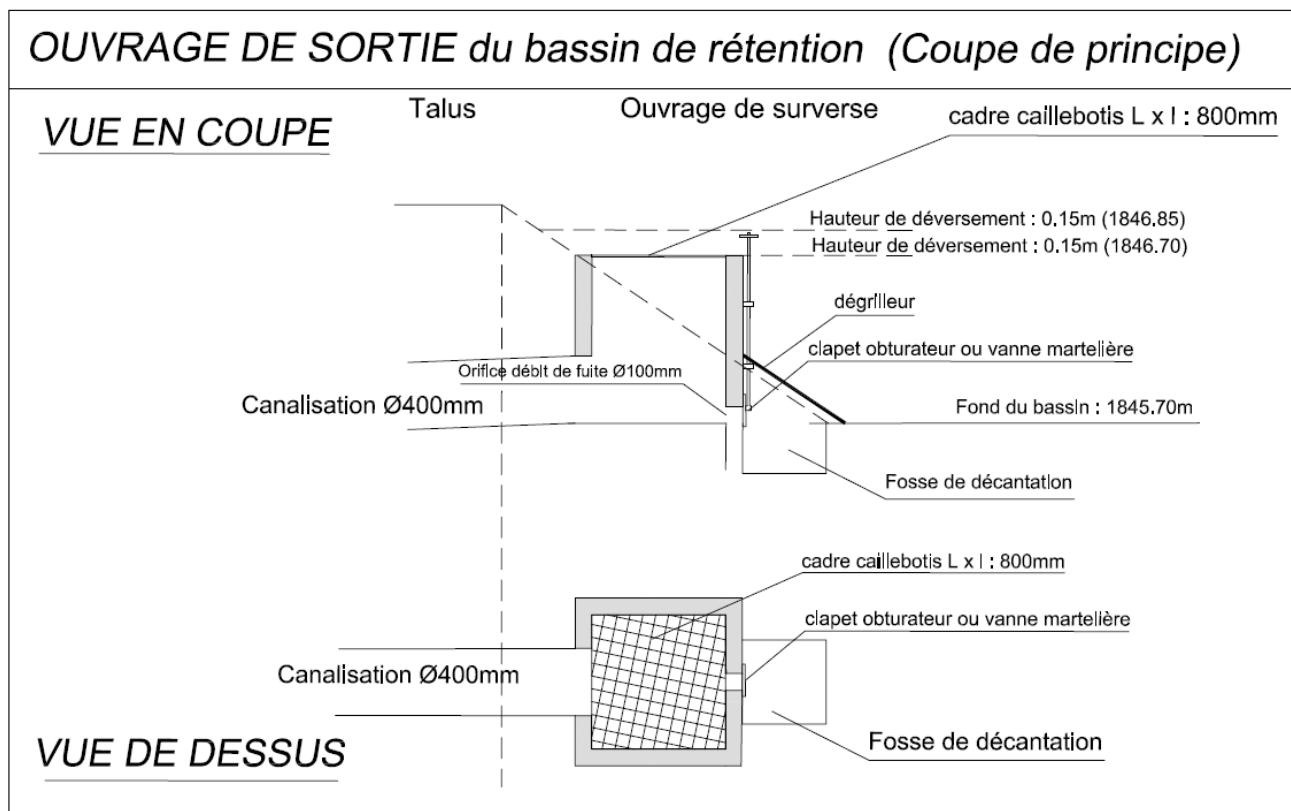 OUVRAGE DE SORTIE du bassin de rétention (Coupe de principe)
VUE EN COUPE
Talus
Ouvrage de surverse
cadre caillebotis L x l : 800mm
Hauteur de déversement : 0.15m (1846.85)
Hauteur de déversement : 0.15m (1846.70)
dégrilleur
clapet obturateur ou vanne martelière
Orifice débit de fuite Ø100mm
Canalisation Ø400mm
Fond du bassin : 1845.70m
Fosse de décantation
cadre caillebotis L x l : 800mm
clapet obturateur ou vanne martelière
Canalisation Ø400mm
Fosse de décantation
VUE DE DESSUS